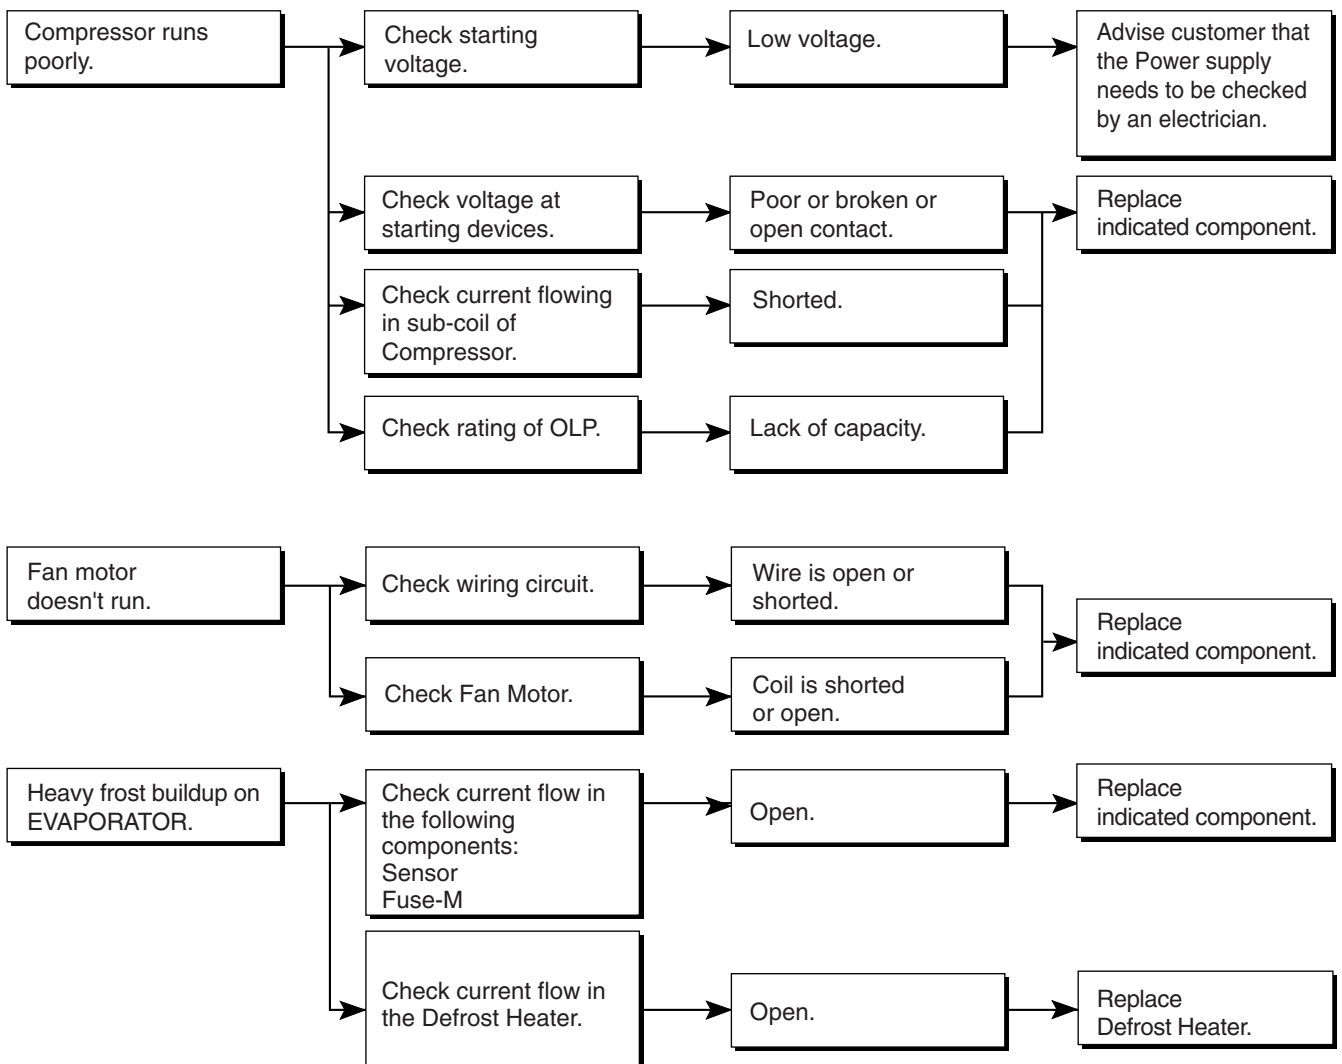 Compressor runs
poorly.
Check starting
voltage.
Low voltage.
Advise customer that
the Power supply
needs to be checked
by an electrician.
Check voltage at
starting devices.
Poor or broken or
open contact.
Replace
indicated component.
Check current flowing
in sub-coil of
Compressor.
Shorted.
Check rating of OLP.
Lack of capacity.
Fan motor
doesn't run.
Check wiring circuit.
Wire is open or
shorted.
Replace
indicated component.
Check Fan Motor.
Coil is shorted
or open.
Heavy frost buildup on
EVAPORATOR.
Check current flow in
the following
components:
Sensor
Fuse-M
Open.
Replace
indicated component.
Check current flow in
the Defrost Heater.
Open.
Replace
Defrost Heater.